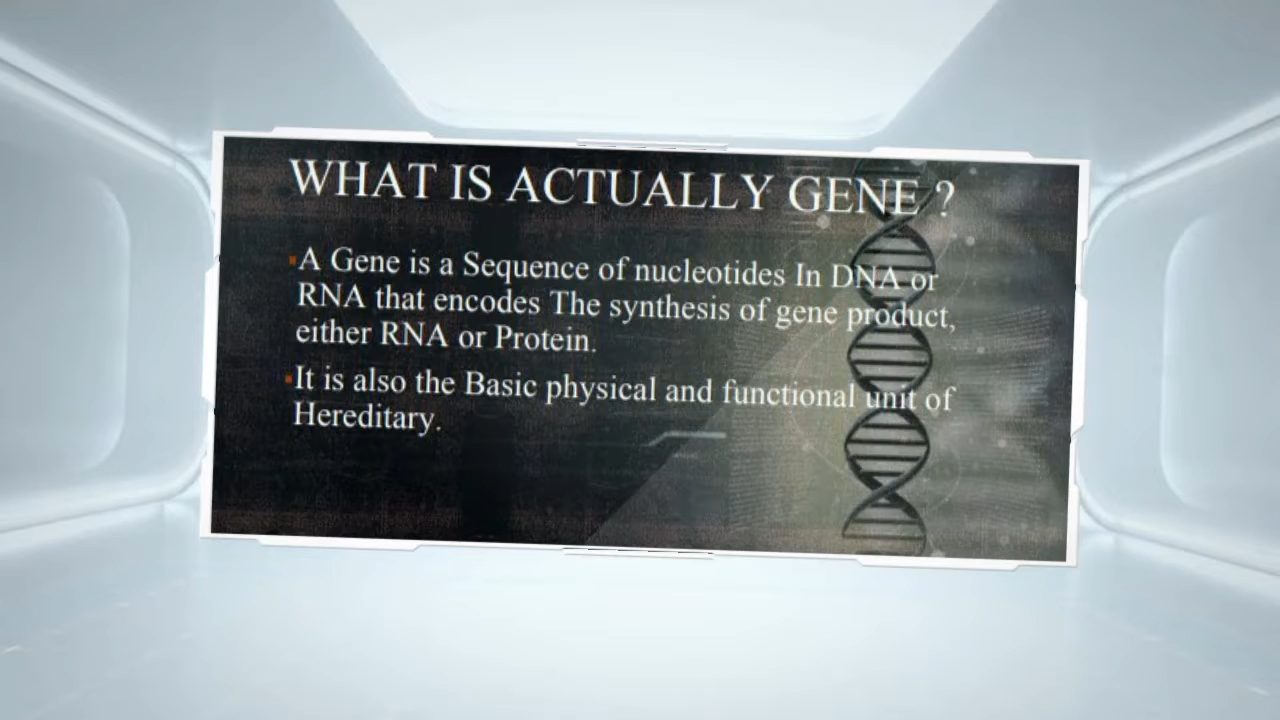 WHAT IS ACTUALLY GENE ?
▪A Gene is a Sequence of nucleotides In DNA or
RNA that encodes The synthesis of gene product,
either RNA or Protein.
▪It is also the Basic physical and functional unit of
Hereditary.